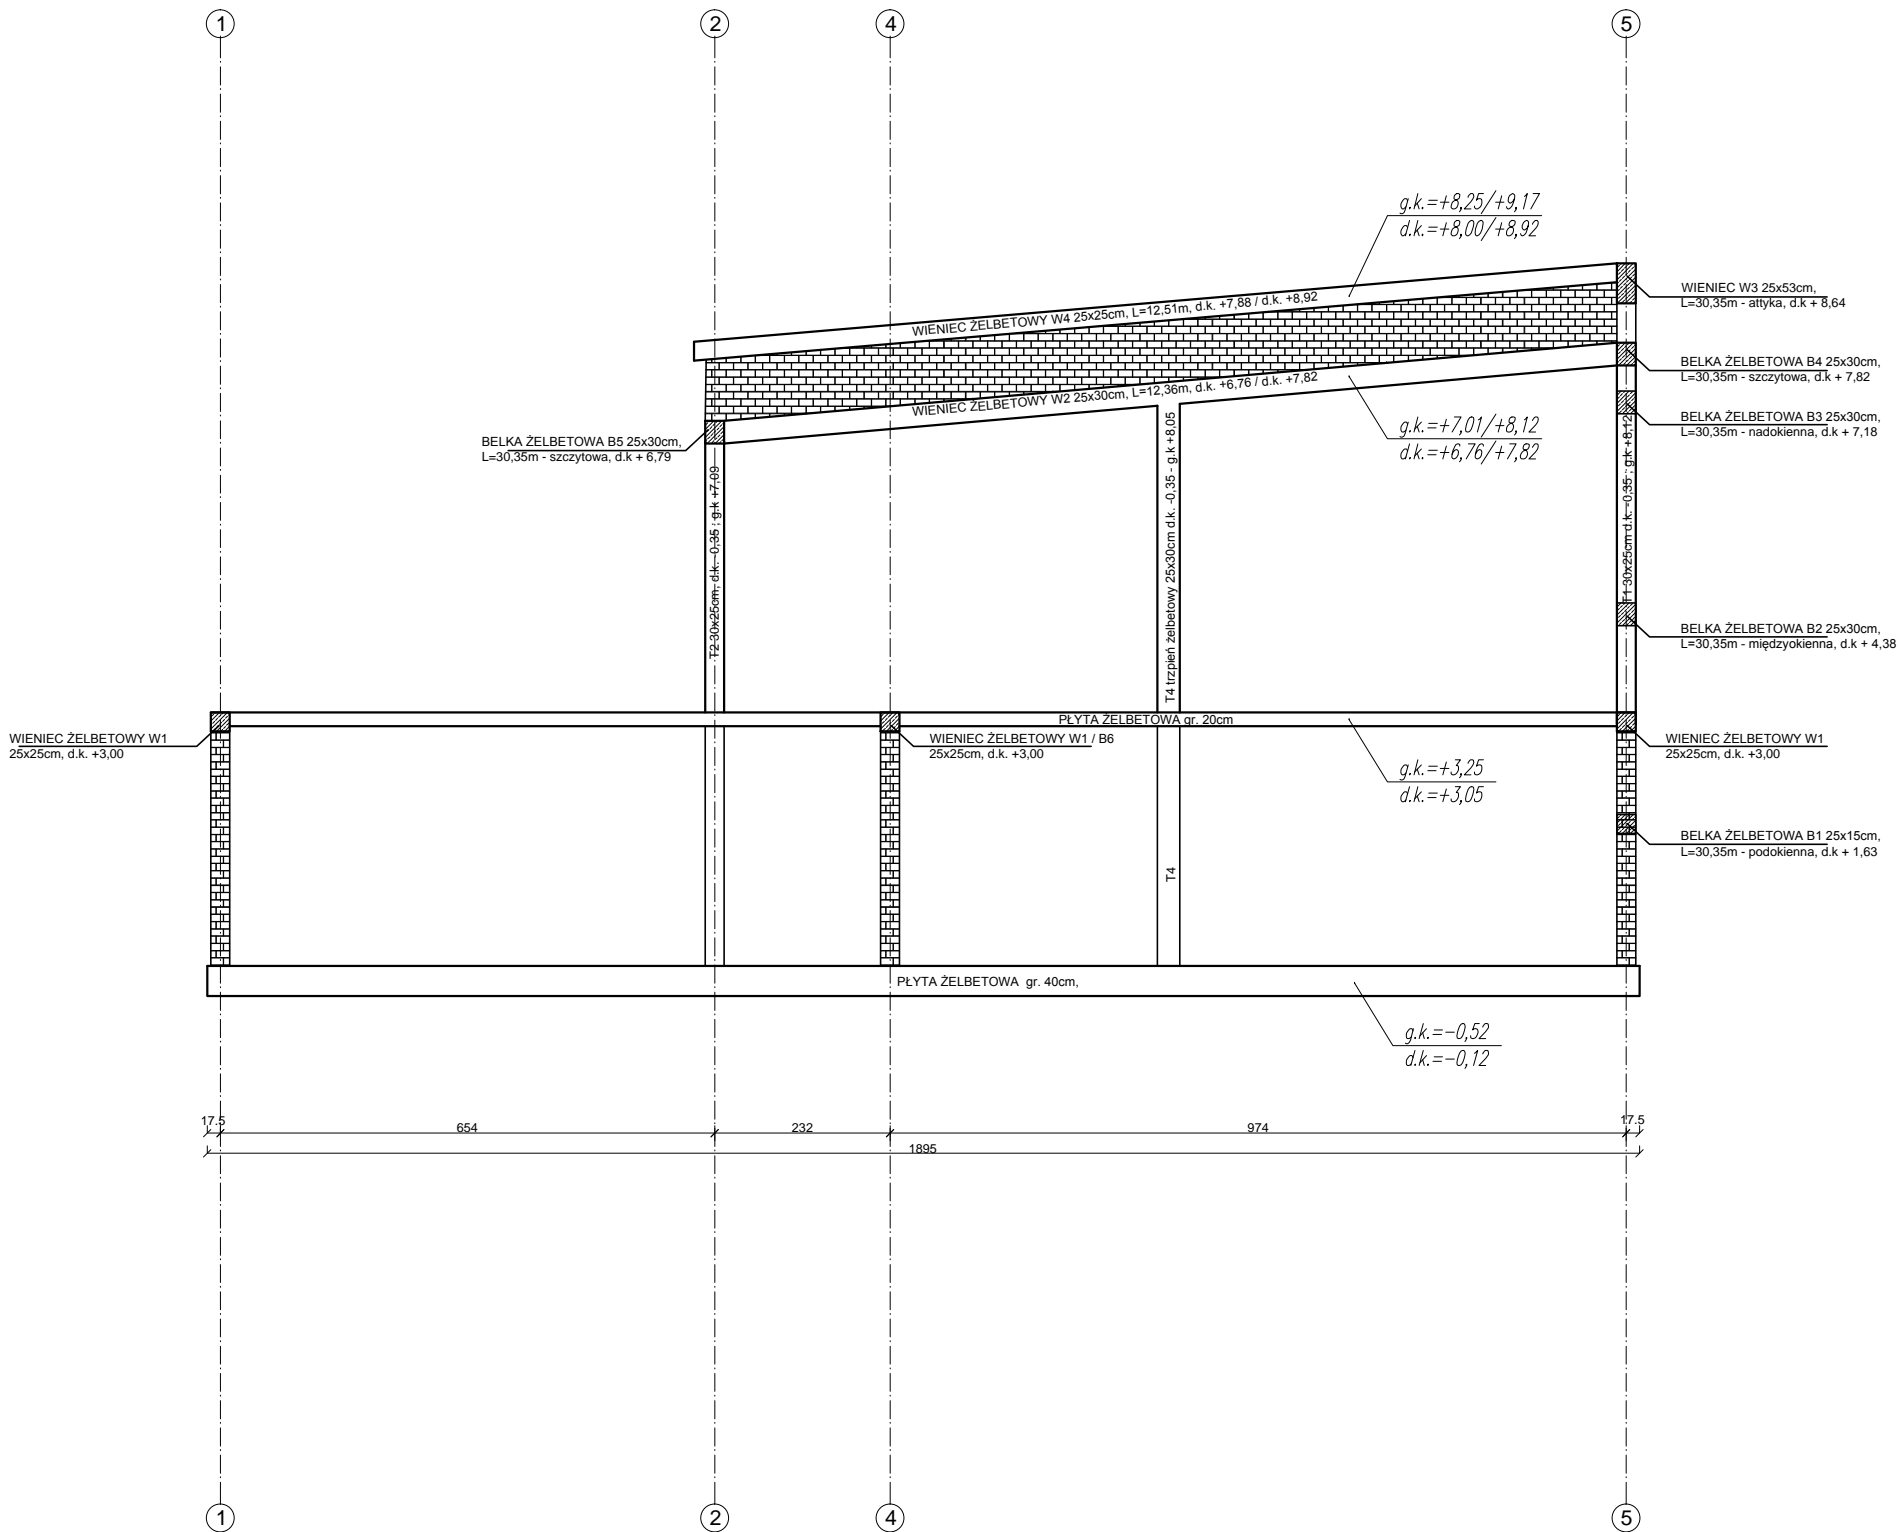 1
2
4
5
g.k.=+8,25/+9,17
d.k.=+8,00/+8,92
WIENIEC W3 25x53cm,
L=30,35m - attyka, d.k + 8,64
WIENIEC ŻELBETOWY W4 25x25cm, L=12,51m, d.k. +7,88 / d.k. +8,92
BELKA ŻELBETOWA B4 25x30cm,
L=30,35m - szczytowa, d.k + 7,82
WIENIEC ŻELBETOWY W2 25x30cm, L=12,36m, d.k. +6,76 / d.k. +7,82
BELKA ŻELBETOWA B3 25x30cm,
L=30,35m - nadokienna, d.k + 7,18
g.k.=+7,01/+8,12
d.k.=+6,76/+7,82
BELKA ŻELBETOWA B5 25x30cm,
L=30,35m - szczytowa, d.k + 6,79
T2 30x25cm, d.k. -0,35 ; g.k +7,09
T4 trzpień żelbetowy 25x30cm d.k. -0,35 - g.k +8,05
T1 30x25cm d.k. -0,35 ; g.k +8,12
BELKA ŻELBETOWA B2 25x30cm,
L=30,35m - międzyokienna, d.k + 4,38
PŁYTA ŻELBETOWA gr. 20cm
WIENIEC ŻELBETOWY W1
25x25cm, d.k. +3,00
WIENIEC ŻELBETOWY W1 / B6
25x25cm, d.k. +3,00
WIENIEC ŻELBETOWY W1
25x25cm, d.k. +3,00
g.k.=+3,25
d.k.=+3,05
BELKA ŻELBETOWA B1 25x15cm,
L=30,35m - podokienna, d.k + 1,63
T4
PŁYTA ŻELBETOWA gr. 40cm,
g.k.=-0,52
d.k.=-0,12
17.5
654
232
974
17.5
1895
1
2
4
5